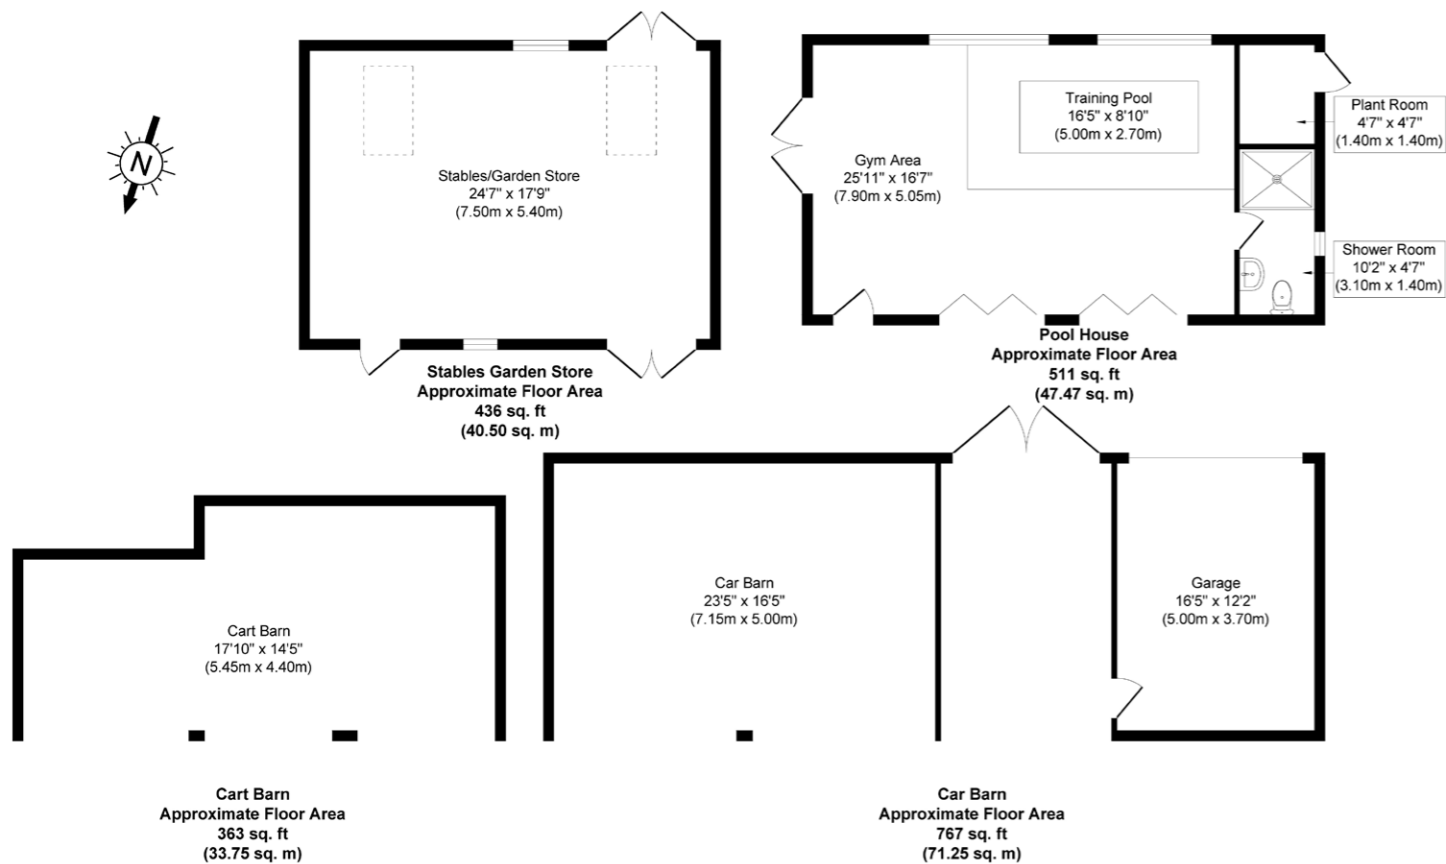 N
Stables/Garden Store
24'7" x 17'9"
(7.50m x 5.40m)
Stables Garden Store
Approximate Floor Area
436 sq. ft
(40.50 sq. m)
Training Pool
16'5" x 8'10"
(5.00m x 2.70m)
Gym Area
25'11" x 16'7"
(7.90m x 5.05m)
Plant Room
4'7" x 4'7"
(1.40m x 1.40m)
Shower Room
10'2" x 4'7"
(3.10m x 1.40m)
Pool House
Approximate Floor Area
511 sq. ft
(47.47 sq. m)
Cart Barn
17'10" x 14'5"
(5.45m x 4.40m)
Cart Barn
Approximate Floor Area
363 sq. ft
(33.75 sq. m)
Car Barn
23'5" x 16'5"
(7.15m x 5.00m)
Garage
16'5" x 12'2"
(5.00m x 3.70m)
Car Barn
Approximate Floor Area
767 sq. ft
(71.25 sq. m)